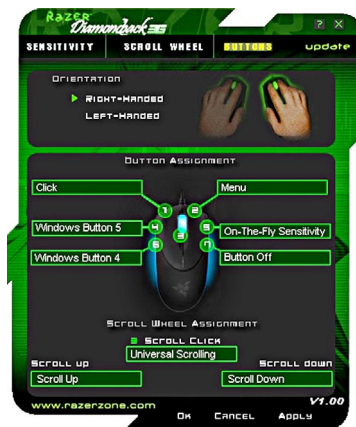 Razer
Diamondback 3G
? X
SENSITIVITY SCROLL WHEEL BUTTONS update
Orientation
Right-Handed
Left-Handed
Button Assignment
Click Menu
1 2
Windows Button 5 4 3 5 On-The-Fly Sensitivity
Windows Button 4 6 7 Button Off
Scroll Wheel Assignment
3 Scroll Click
Universal Scrolling
Scroll up Scroll down
Scroll Up Scroll Down
www.razerzone.com V1.00
Ok Cancel Apply